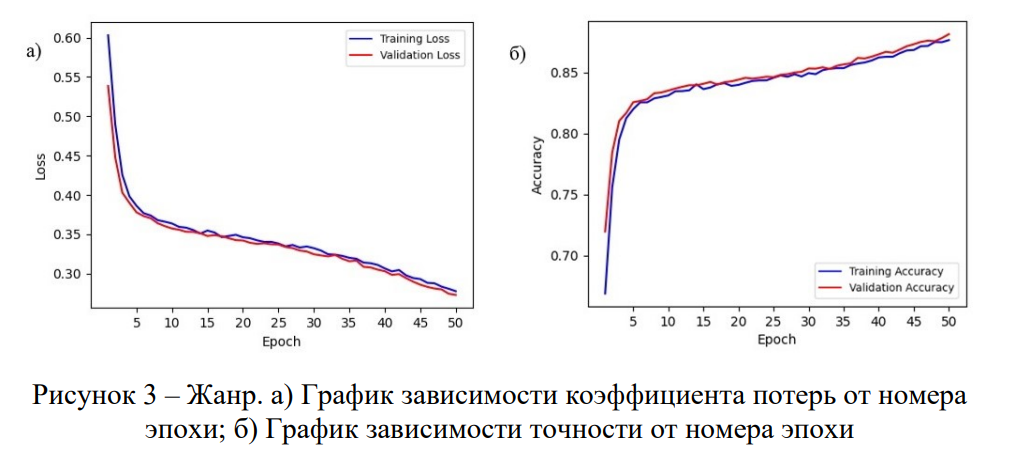 а)
0.60
0.55
0.50
0.45
0.40
0.35
0.30
Loss
5 10 15 20 25 30 35 40 45 50
Epoch
Training Loss
Validation Loss
б)
0.85
0.80
0.75
0.70
Accuracy
5 10 15 20 25 30 35 40 45 50
Epoch
Training Accuracy
Validation Accuracy
Рисунок 3 – Жанр. а) График зависимости коэффициента потерь от номера
эпохи; б) График зависимости точности от номера эпохи